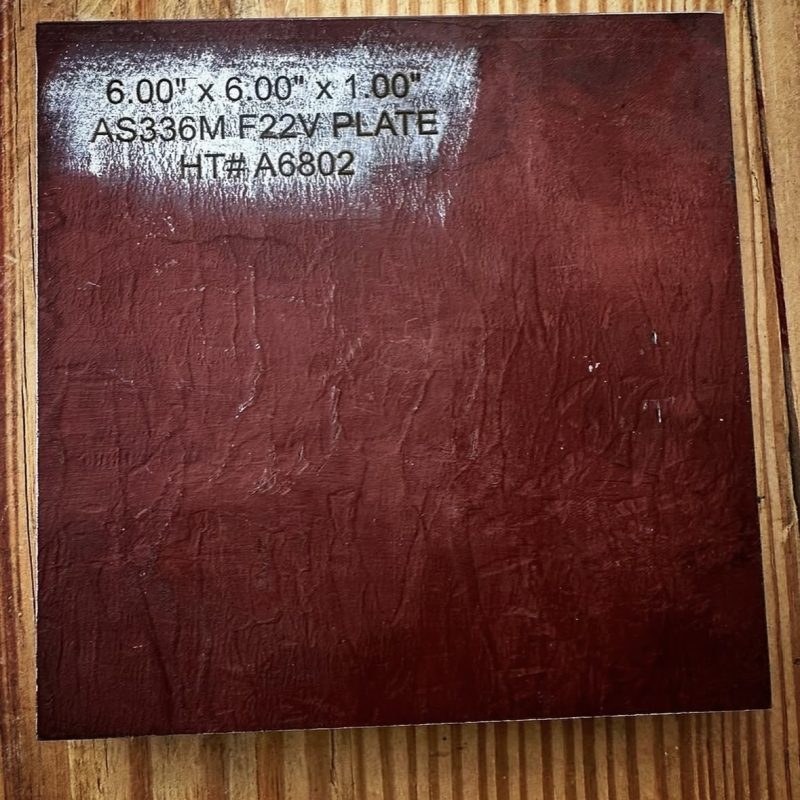 6.00" x 6.00" x 1.00"
AS336M F22V PLATE
HT# A6802